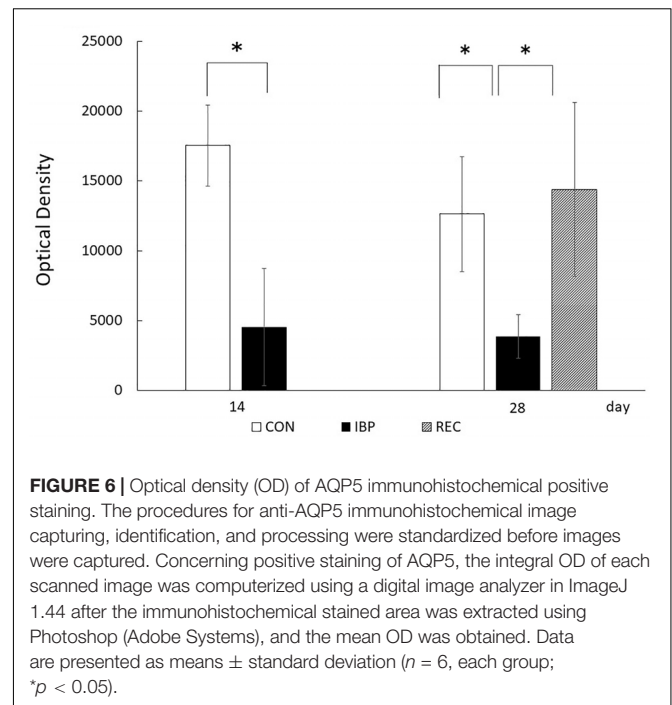 25000
*
* *
20000
15000
10000
5000
0
Optical Density
14 28 day
CON IBP REC
FIGURE 6 | Optical density (OD) of AQP5 immunohistochemical positive
staining. The procedures for anti-AQP5 immunohistochemical image
capturing, identification, and processing were standardized before images
were captured. Concerning positive staining of AQP5, the integral OD of each
scanned image was computerized using a digital image analyzer in ImageJ
1.44 after the immunohistochemical stained area was extracted using
Photoshop (Adobe Systems), and the mean OD was obtained. Data
are presented as means ± standard deviation (n = 6, each group;
*p < 0.05).